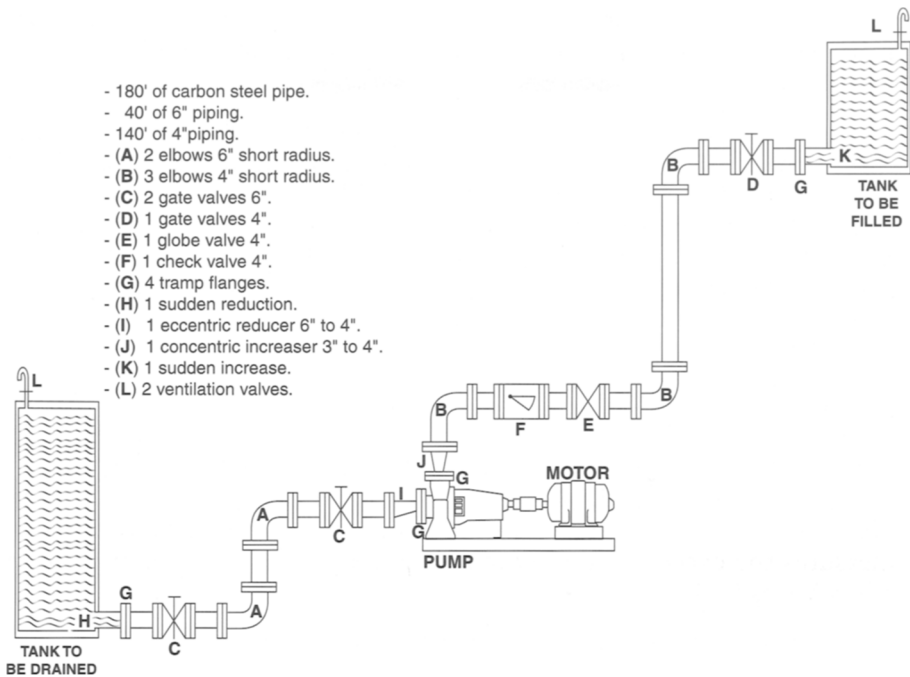 L
- 180' of carbon steel pipe.
- 40' of 6" piping.
- 140' of 4"piping.
- (A) 2 elbows 6" short radius.
- (B) 3 elbows 4" short radius.
- (C) 2 gate valves 6".
- (D) 1 gate valves 4".
- (E) 1 globe valve 4".
- (F) 1 check valve 4".
- (G) 4 tramp flanges.
- (H) 1 sudden reduction.
- (I) 1 eccentric reducer 6" to 4".
- (J) 1 concentric increaser 3" to 4".
- (K) 1 sudden increase.
- (L) 2 ventilation valves.
B
K
D
G
TANK
TO BE
FILLED
L
B
B
F
E
J
G
MOTOR
I
A
C
G
PUMP
G
A
H
C
TANK TO
BE DRAINED